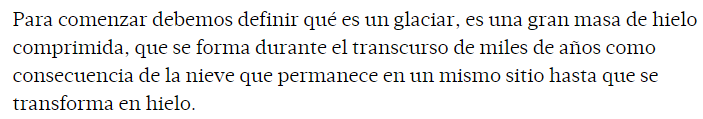 Para comenzar debemos definir qué es un glaciar, es una gran masa de hielo
comprimida, que se forma durante el transcurso de miles de años como
consecuencia de la nieve que permanece en un mismo sitio hasta que se
transforma en hielo.